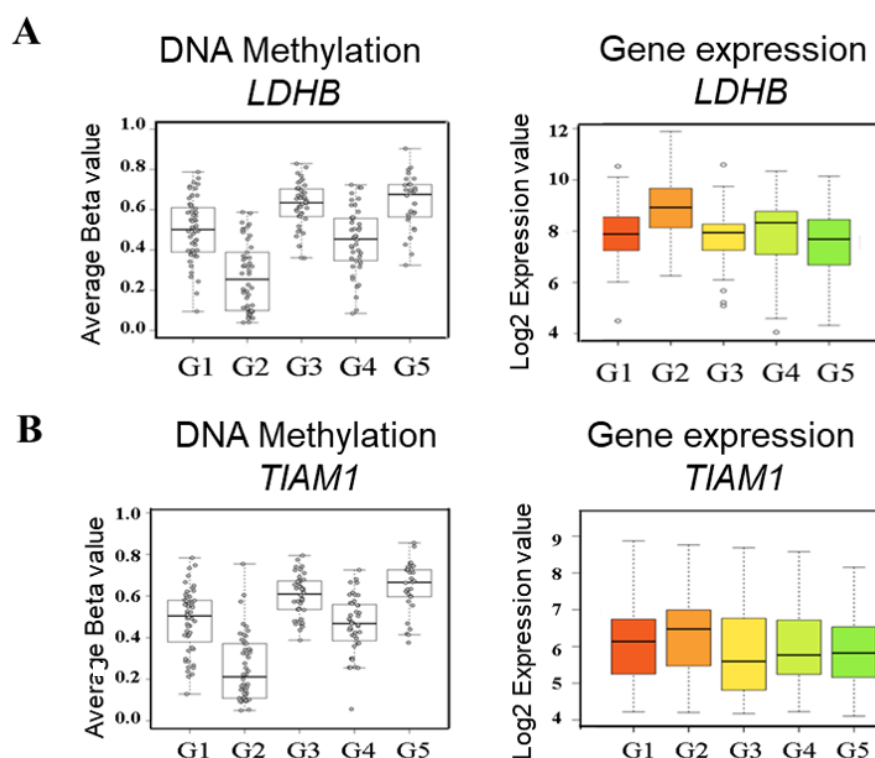 A
DNA Methylation
LDHB
Average Beta value
1.0
0.8
0.6
0.4
0.2
0.0
G1 G2 G3 G4 G5
Gene expression
LDHB
Log2 Expression value
12
10
8
6
4
G1 G2 G3 G4 G5
B
DNA Methylation
TIAM1
Average Beta value
1.0
0.8
0.6
0.4
0.2
0.0
G1 G2 G3 G4 G5
Gene expression
TIAM1
Log2 Expression value
9
8
7
6
5
4
G1 G2 G3 G4 G5